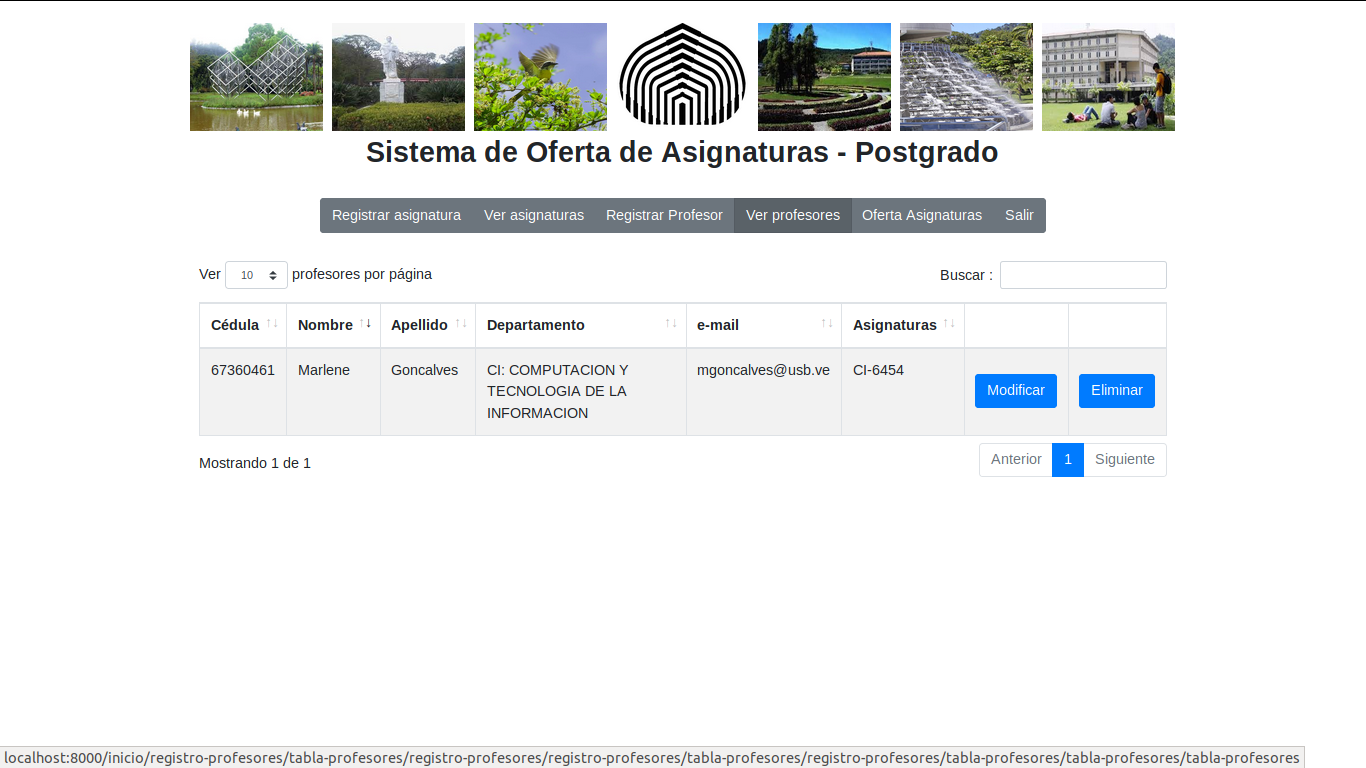 Sistema de Oferta de Asignaturas - Postgrado
Registrar asignatura Ver asignaturas Registrar Profesor Ver profesores Oferta Asignaturas Salir
Ver 10 profesores por página Buscar :
Cédula Nombre Apellido Departamento e-mail Asignaturas
67360461 Marlene Goncalves CI: COMPUTACION Y TECNOLOGIA DE LA INFORMACION mgoncalves@usb.ve CI-6454 Modificar Eliminar
Mostrando 1 de 1 Anterior 1 Siguiente
localhost:8000/inicio/registro-profesores/tabla-profesores/registro-profesores/registro-profesores/tabla-profesores/registro-profesores/tabla-profesores/tabla-profesores/tabla-profesores